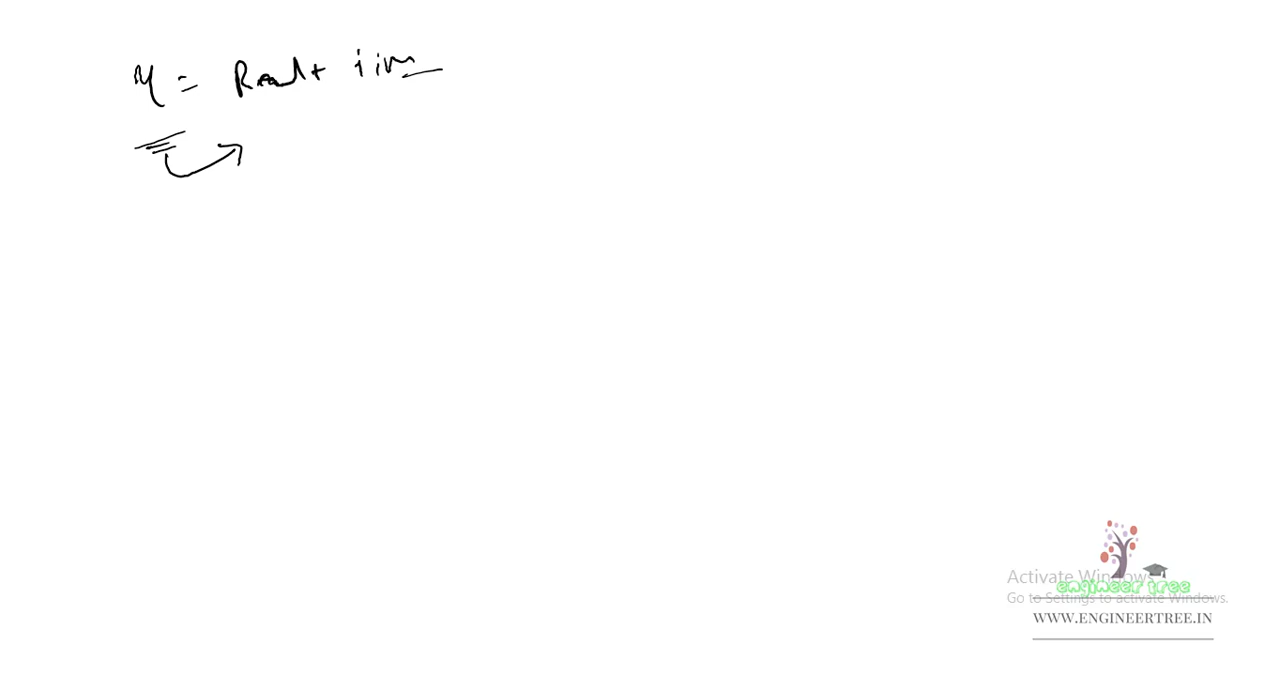 η = Real + i im
Activate Windows
engineer tree
Go to Settings to activate Windows.
WWW.ENGINEERTREE.IN